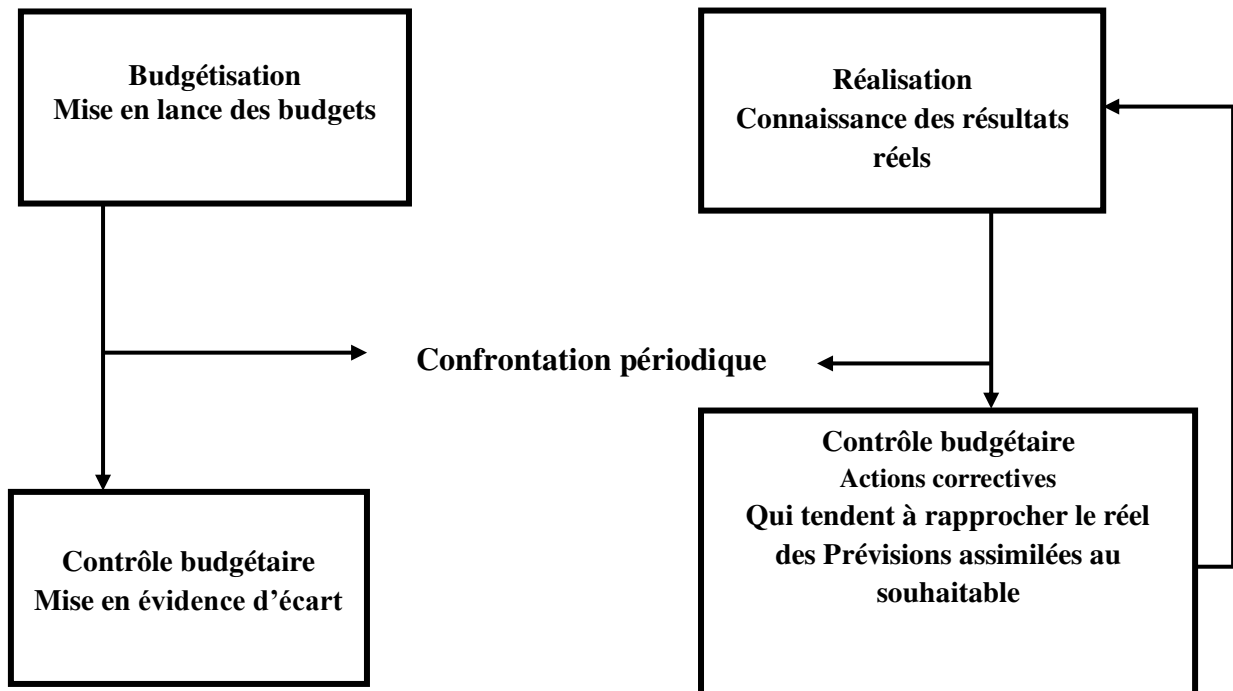 Budgétisation
Mise en lance des budgets
Réalisation
Connaissance des résultats
réels
Confrontation périodique
Contrôle budgétaire
Mise en évidence d’écart
Contrôle budgétaire
Actions correctives
Qui tendent à rapprocher le réel
des Prévisions assimilées au
souhaitable